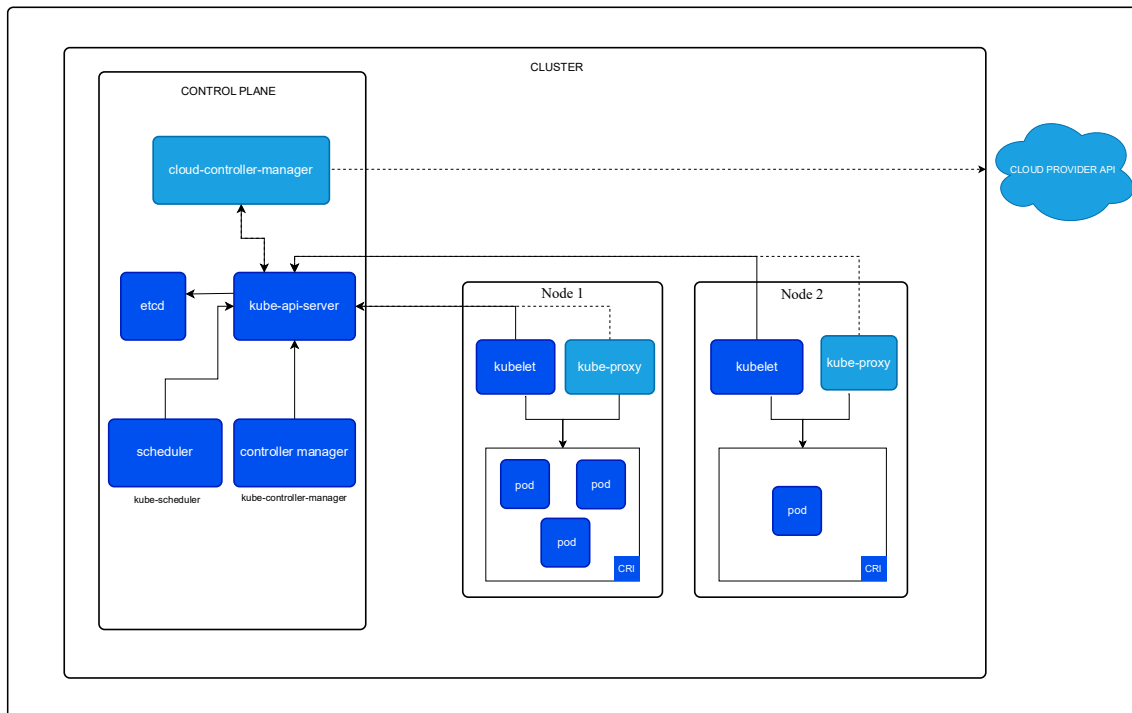 CLUSTER
CONTROL PLANE
cloud-controller-manager
CLOUD PROVIDER API
etcd
kube-api-server
Node 1
Node 2
kubelet
kube-proxy
kubelet
kube-proxy
scheduler
controller manager
kube-scheduler
kube-controller-manager
pod
pod
pod
CRI
pod
CRI